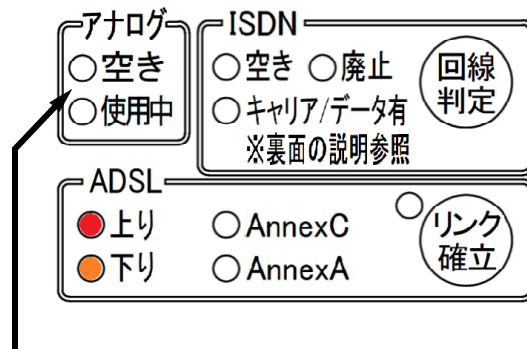 アナログ
空き
使用中
ISDN
空き 廃止
キャリア/データ有
※裏面の説明参照
回線
判定
ADSL
上り AnnexC
下り AnnexA
リンク
確立